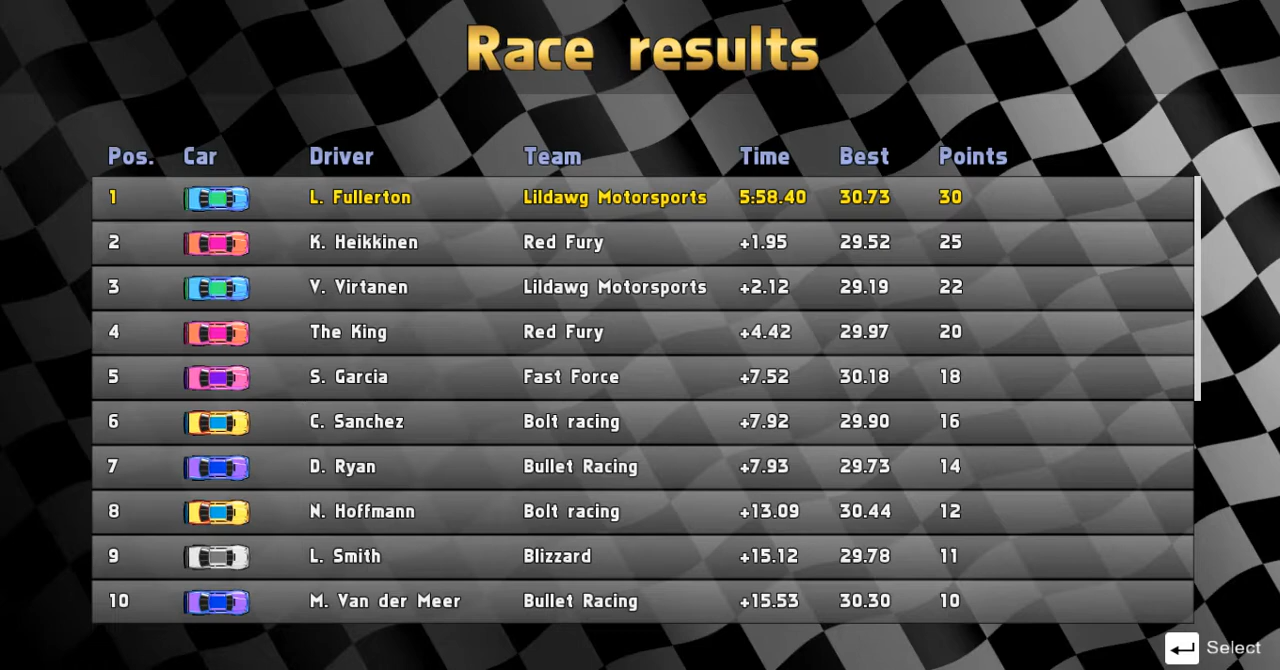 Race results
Pos. Car Driver Team Time Best Points
1 L. Fullerton Lildawg Motorsports 5:58.40 30.73 30
2 K. Heikkinen Red Fury +1.95 29.52 25
3 V. Virtanen Lildawg Motorsports +2.12 29.19 22
4 The King Red Fury +4.42 29.97 20
5 S. Garcia Fast Force +7.52 30.18 18
6 C. Sanchez Bolt racing +7.92 29.90 16
7 D. Ryan Bullet Racing +7.93 29.73 14
8 N. Hoffmann Bolt racing +13.09 30.44 12
9 L. Smith Blizzard +15.12 29.78 11
10 M. Van der Meer Bullet Racing +15.53 30.30 10
Select